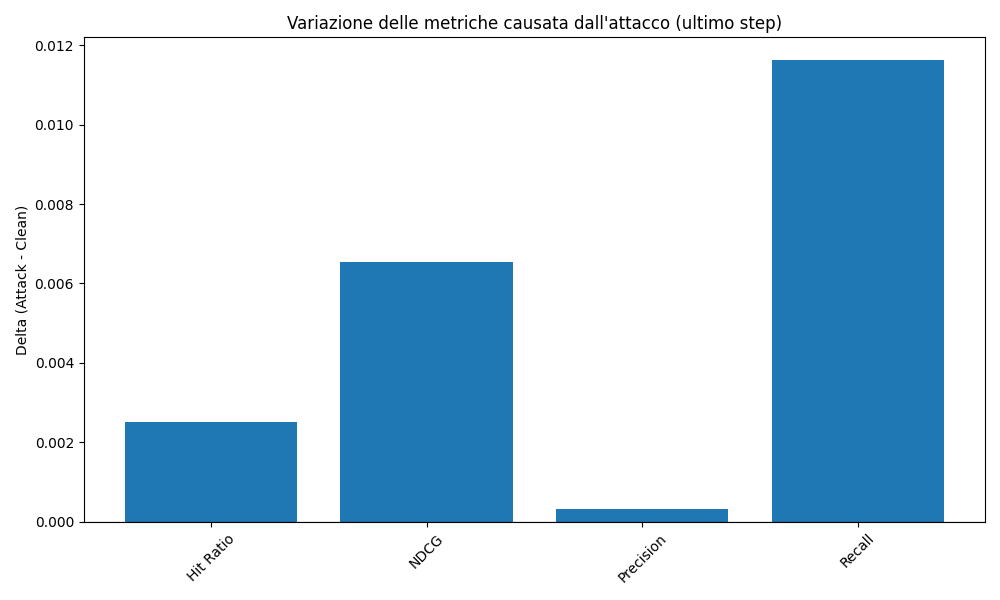 Variazione delle metriche causata dall'attacco (ultimo step)
Delta (Attack - Clean)
0.012
0.010
0.008
0.006
0.004
0.002
0.000
Hit Ratio
NDCG
Precision
Recall